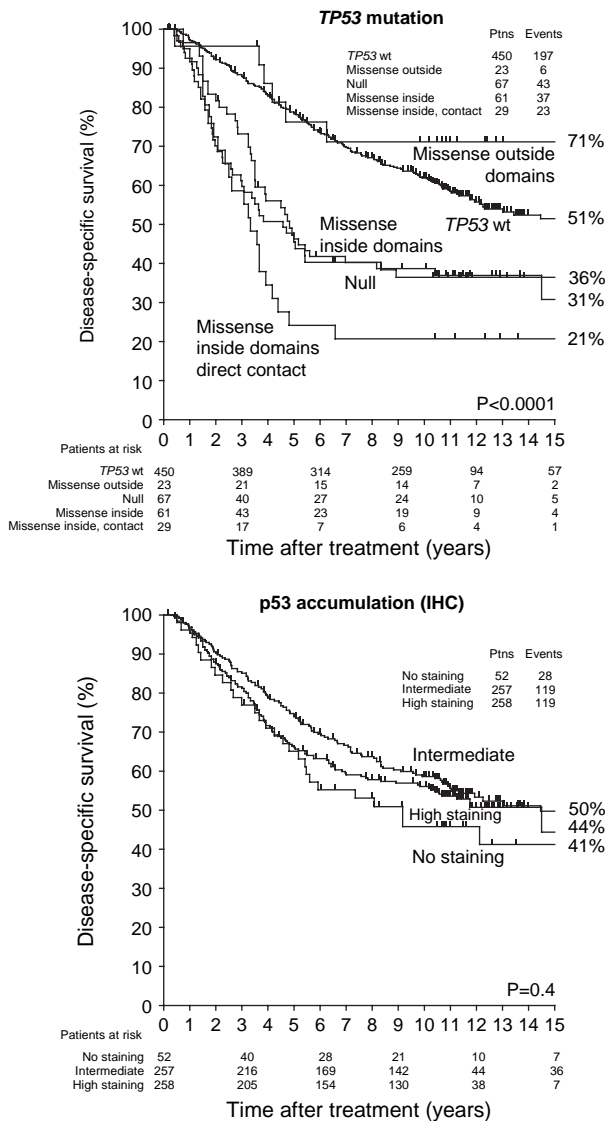 TP53 mutation
Ptns Events
TP53 wt 450 197
Missense outside 23 6
Null 67 43
Missense inside 61 37
Missense inside, contact 29 23
Disease-specific survival (%)
100
90
80
70
60
50
40
30
20
10
0
71%
Missense outside
domains
51%
TP53 wt
Missense
inside domains
Null
36%
31%
21%
Missense
inside domains
direct contact
P<0.0001
0 1 2 3 4 5 6 7 8 9 10 11 12 13 14 15
Patients at risk
TP53 wt 450 389 314 259 94 57
Missense outside 23 21 15 14 7 2
Null 67 40 27 24 10 5
Missense inside 61 43 23 19 9 4
Missense inside, contact 29 17 7 6 4 1
Time after treatment (years)
p53 accumulation (IHC)
Ptns Events
No staining 52 28
Intermediate 257 119
High staining 258 119
Disease-specific survival (%)
100
90
80
70
60
50
40
30
20
10
0
Intermediate
High staining
No staining
50%
44%
41%
P=0.4
0 1 2 3 4 5 6 7 8 9 10 11 12 13 14 15
Patients at risk
No staining 52 40 28 21 10 7
Intermediate 257 216 169 142 44 36
High staining 258 205 154 130 38 7
Time after treatment (years)